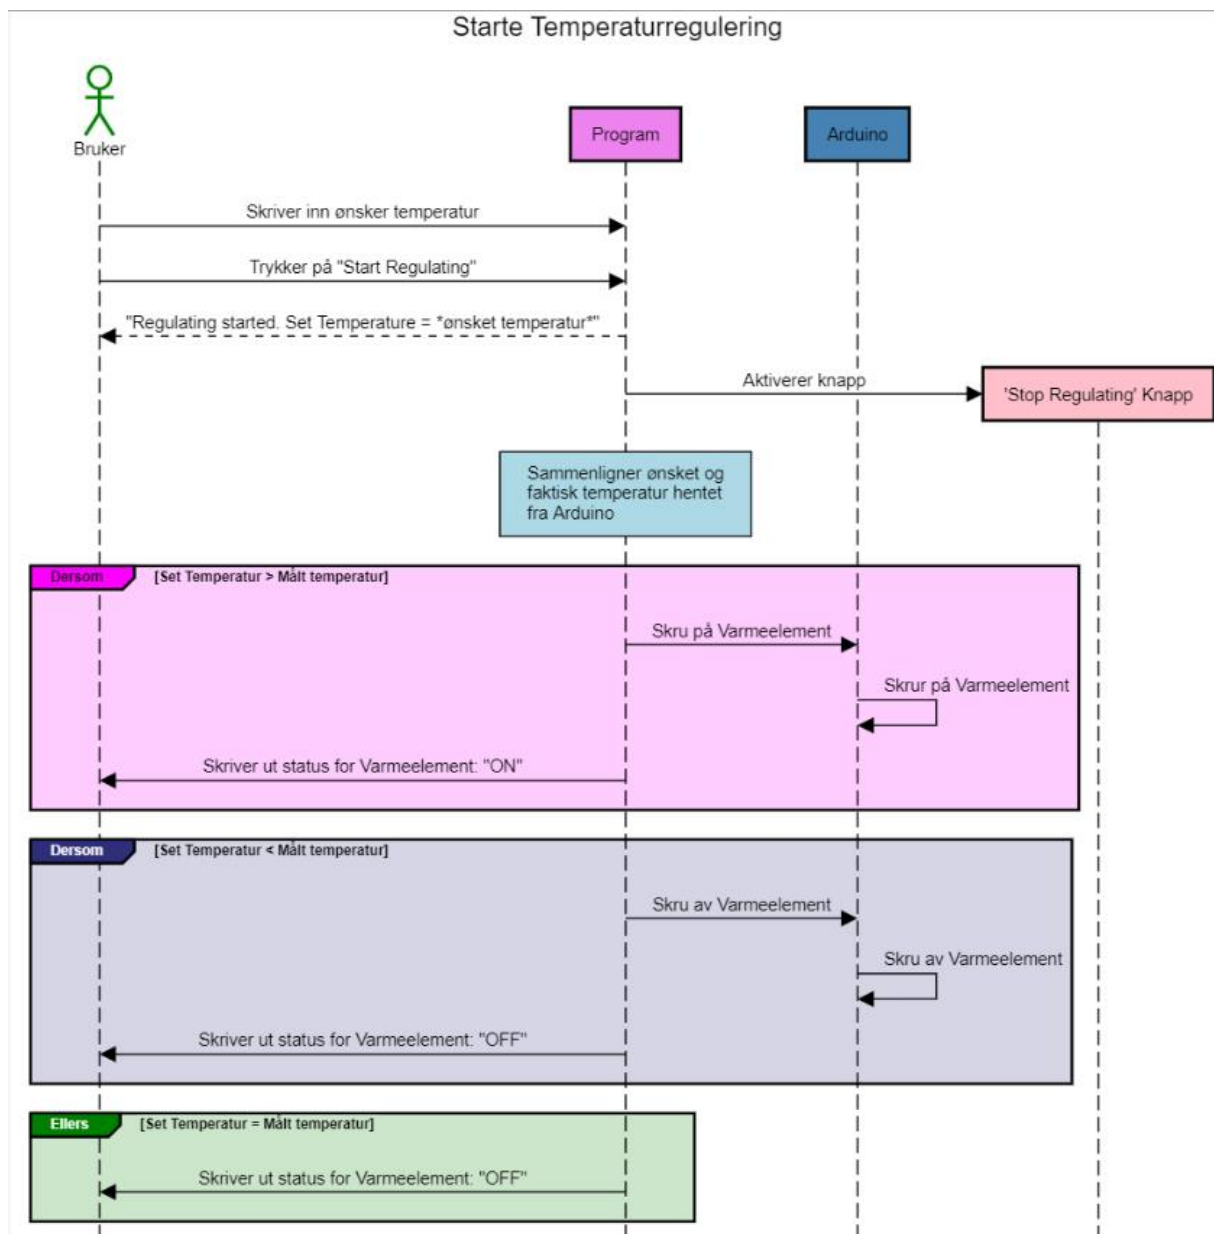 Starte Temperaturregulering
Bruker
Program
Arduino
Skriver inn ønsker temperatur
Trykker på "Start Regulating"
"Regulating started. Set Temperature = *ønsket temperatur*"
Aktiverer knapp
'Stop Regulating' Knapp
Sammenligner ønsket og
faktisk temperatur hentet
fra Arduino
Dersom
[Set Temperatur > Målt temperatur]
Skru på Varmeelement
Skrur på Varmeelement
Skriver ut status for Varmeelement: "ON"
Dersom
[Set Temperatur < Målt temperatur]
Skru av Varmeelement
Skru av Varmeelement
Skriver ut status for Varmeelement: "OFF"
Ellers
[Set Temperatur = Målt temperatur]
Skriver ut status for Varmeelement: "OFF"